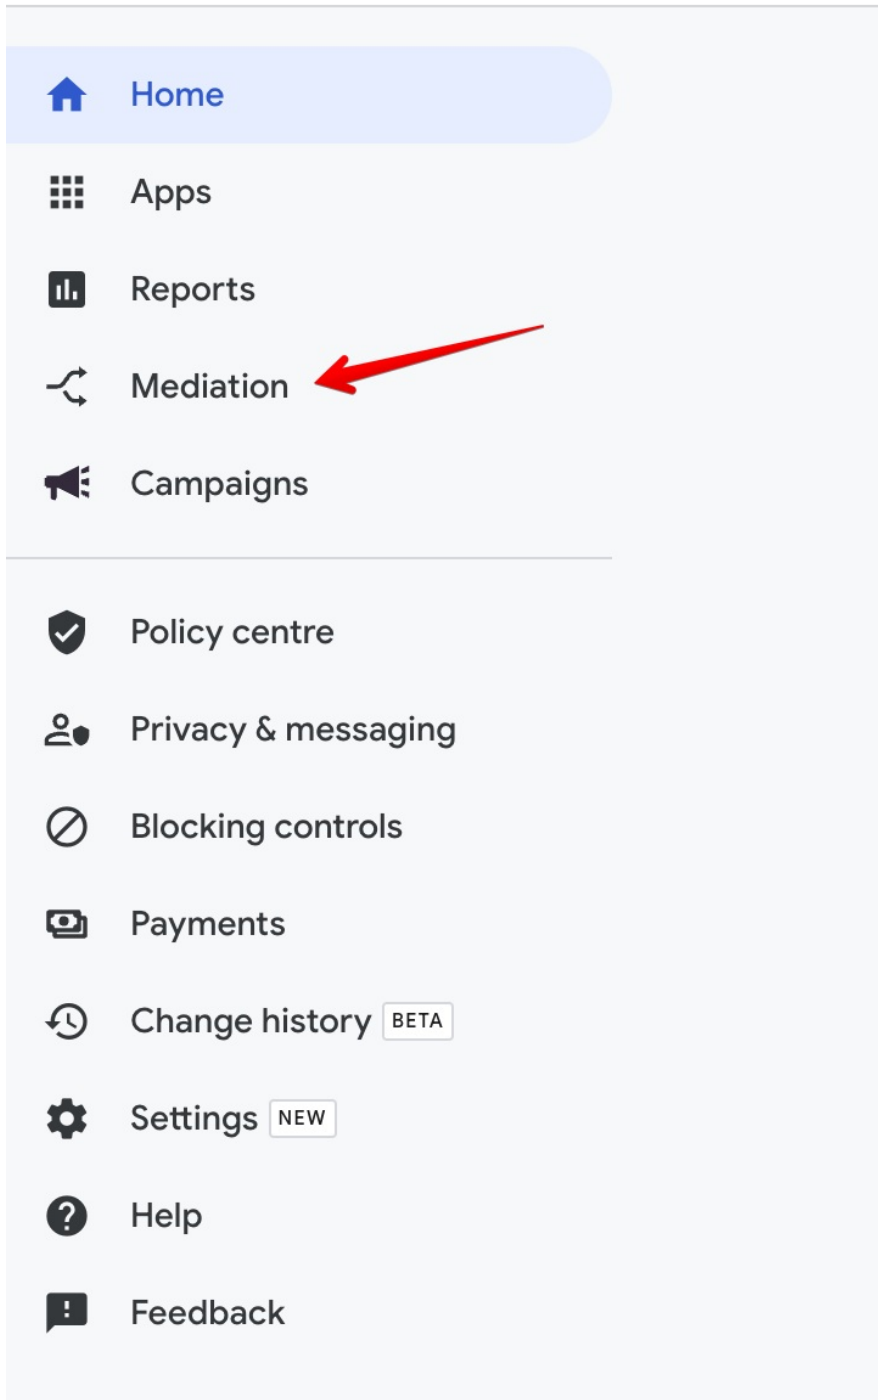 Home
Apps
Reports
Mediation
Campaigns
Policy centre
Privacy & messaging
Blocking controls
Payments
Change history BETA
Settings NEW
Help
Feedback